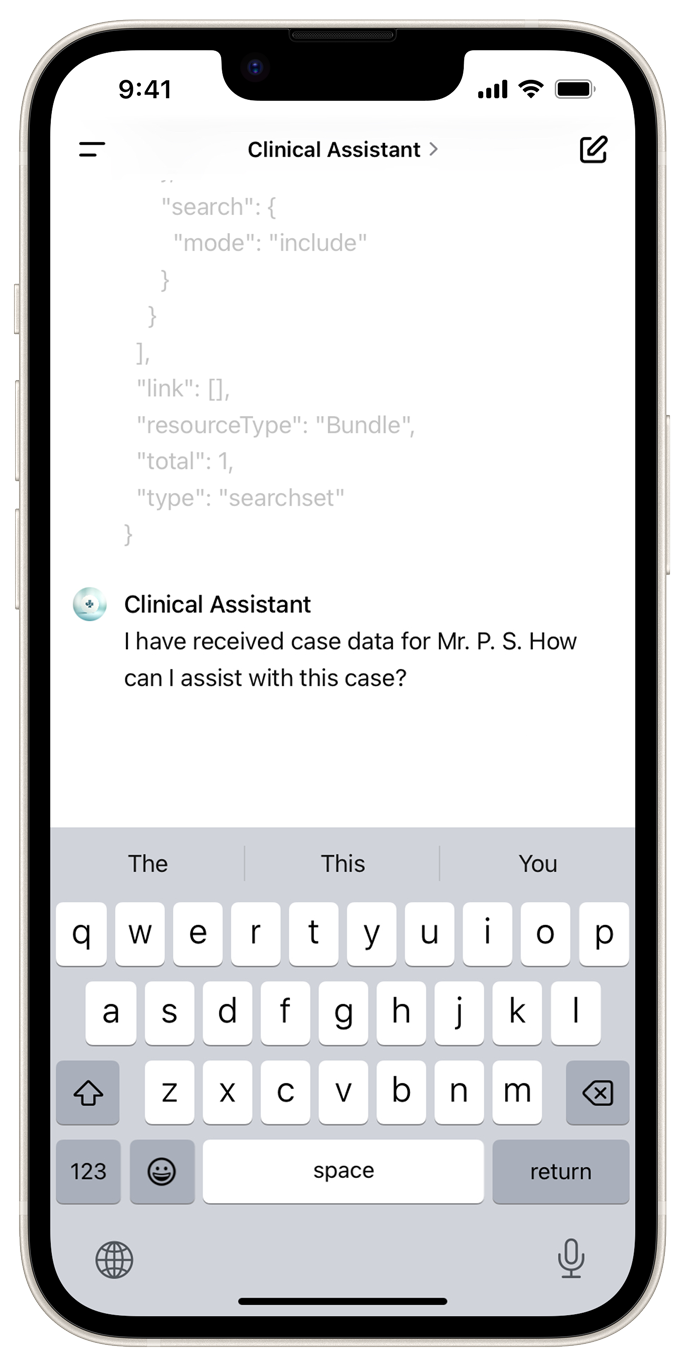 9:41
Clinical Assistant >
"search": {
"mode": "include"
}
}
],
"link": [],
"resourceType": "Bundle",
"total": 1,
"type": "searchset"
}
Clinical Assistant
I have received case data for Mr. P. S. How
can I assist with this case?
The This You
q w e r t y u i o p
a s d f g h j k l
z x c v b n m
123 space return